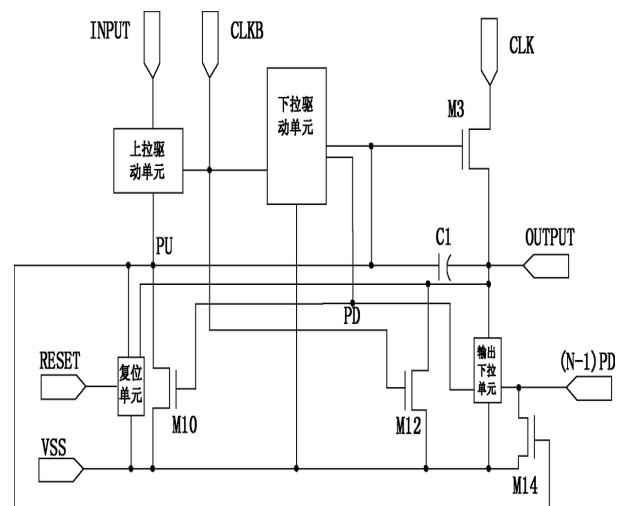 INPUT
CLKB
CLK
下拉驱
动单元
M3
上拉驱
动单元
PU
C1
OUTPUT
PD
RESET
复位
单元
输出
下拉
单元
(N-1)PD
M10
M12
VSS
M14